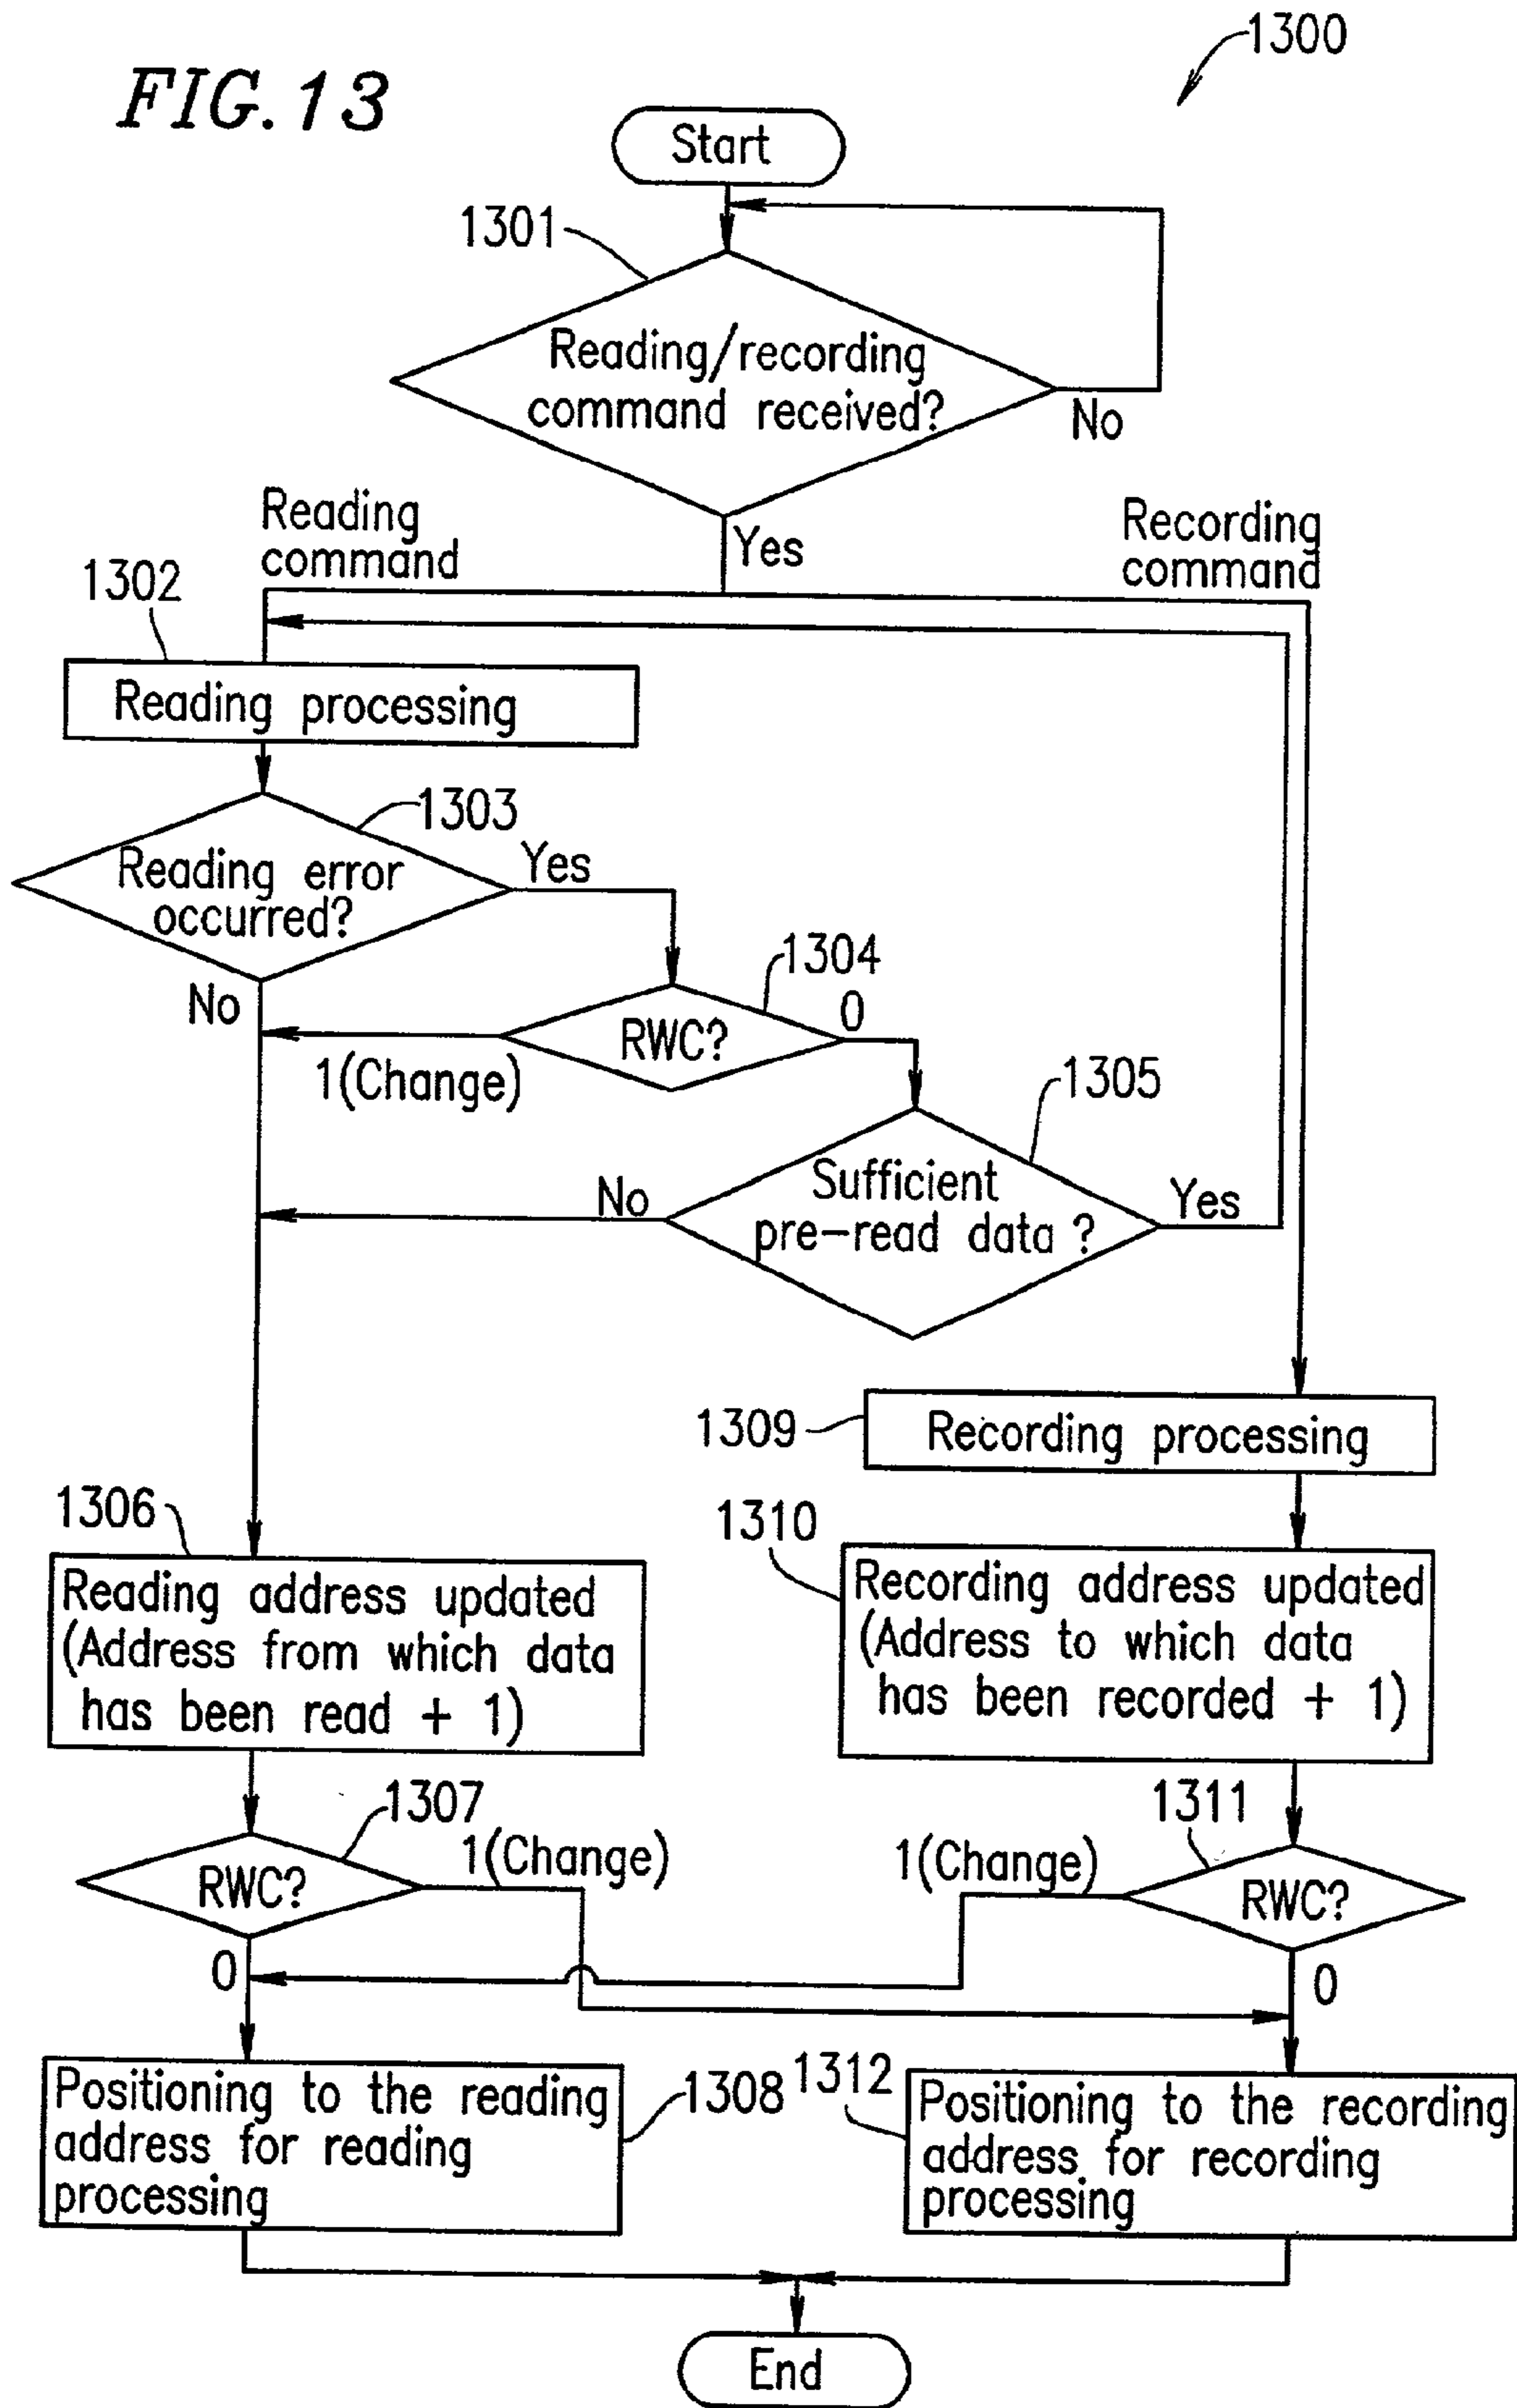 1300
FIG.13
Start
1301
Reading/recording
command received?
No
Yes
Reading
command
Recording
command
1302
Reading processing
1303
Reading error
occurred?
Yes
No
1304
RWC?
0
1(Change)
1305
Sufficient
pre-read data ?
No
Yes
1309
Recording processing
1306
Reading address updated
(Address from which data
has been read + 1)
1310
Recording address updated
(Address to which data
has been recorded + 1)
1307
RWC?
1(Change)
0
1311
1(Change)
RWC?
0
Positioning to the reading
address for reading
processing
1308
1312
Positioning to the recording
address for recording
processing
End